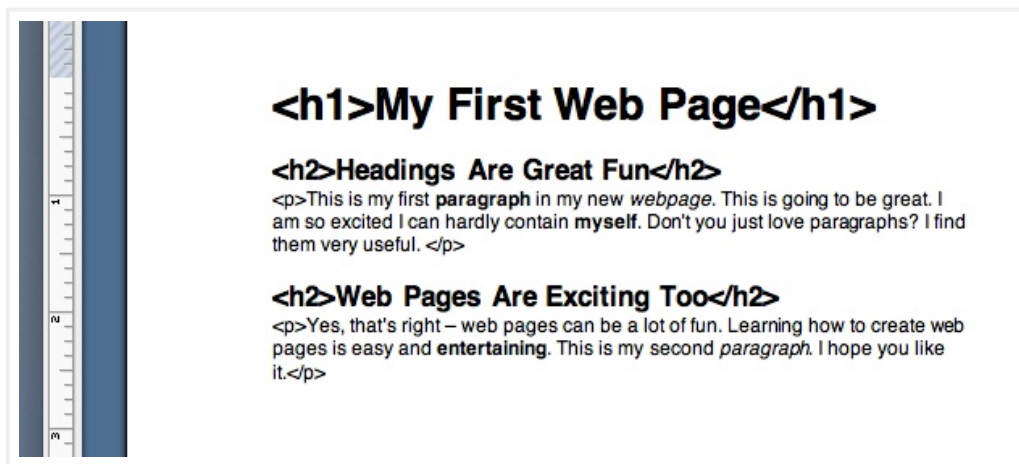 <h1>My First Web Page</h1>
<h2>Headings Are Great Fun</h2>
<p>This is my first paragraph in my new webpage. This is going to be great. I
am so excited I can hardly contain myself. Don't you just love paragraphs? I find
them very useful. </p>
<h2>Web Pages Are Exciting Too</h2>
<p>Yes, that's right – web pages can be a lot of fun. Learning how to create web
pages is easy and entertaining. This is my second paragraph. I hope you like
it.</p>
1
2
3